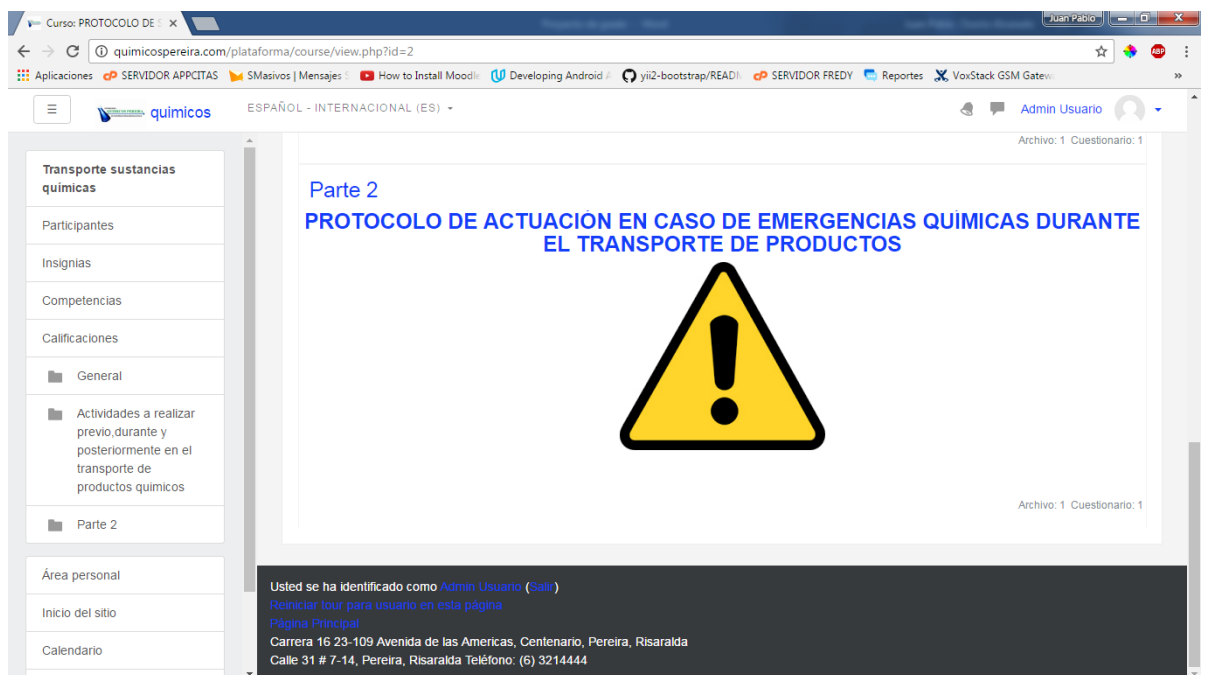 Curso: PROTOCOLO DE S
Juan Pablo
quimicospereira.com/plataforma/course/view.php?id=2
ABP
Aplicaciones SERVIDOR APPCITAS SMasivos | Mensajes S How to Install Moodle Developing Android A yii2-bootstrap/READM SERVIDOR FREDY Reportes VoxStack GSM Gatew
quimicos ESPAÑOL - INTERNACIONAL (ES) Admin Usuario
Archivo: 1 Cuestionario: 1
Transporte sustancias
quimicas
Participantes
Insignias
Competencias
Calificaciones
General
Actividades a realizar
previo,durante y
posteriormente en el
transporte de
productos quimicos
Parte 2
Área personal
Inicio del sitio
Calendario
Parte 2
PROTOCOLO DE ACTUACIÓN EN CASO DE EMERGENCIAS QUÍMICAS DURANTE
EL TRANSPORTE DE PRODUCTOS
Archivo: 1 Cuestionario: 1
Usted se ha identificado como Admin Usuario (Salir)
Reiniciar tour para usuario en esta página
Página Principal
Carrera 16 23-109 Avenida de las Americas, Centenario, Pereira, Risaralda
Calle 31 # 7-14, Pereira, Risaralda Teléfono: (6) 3214444